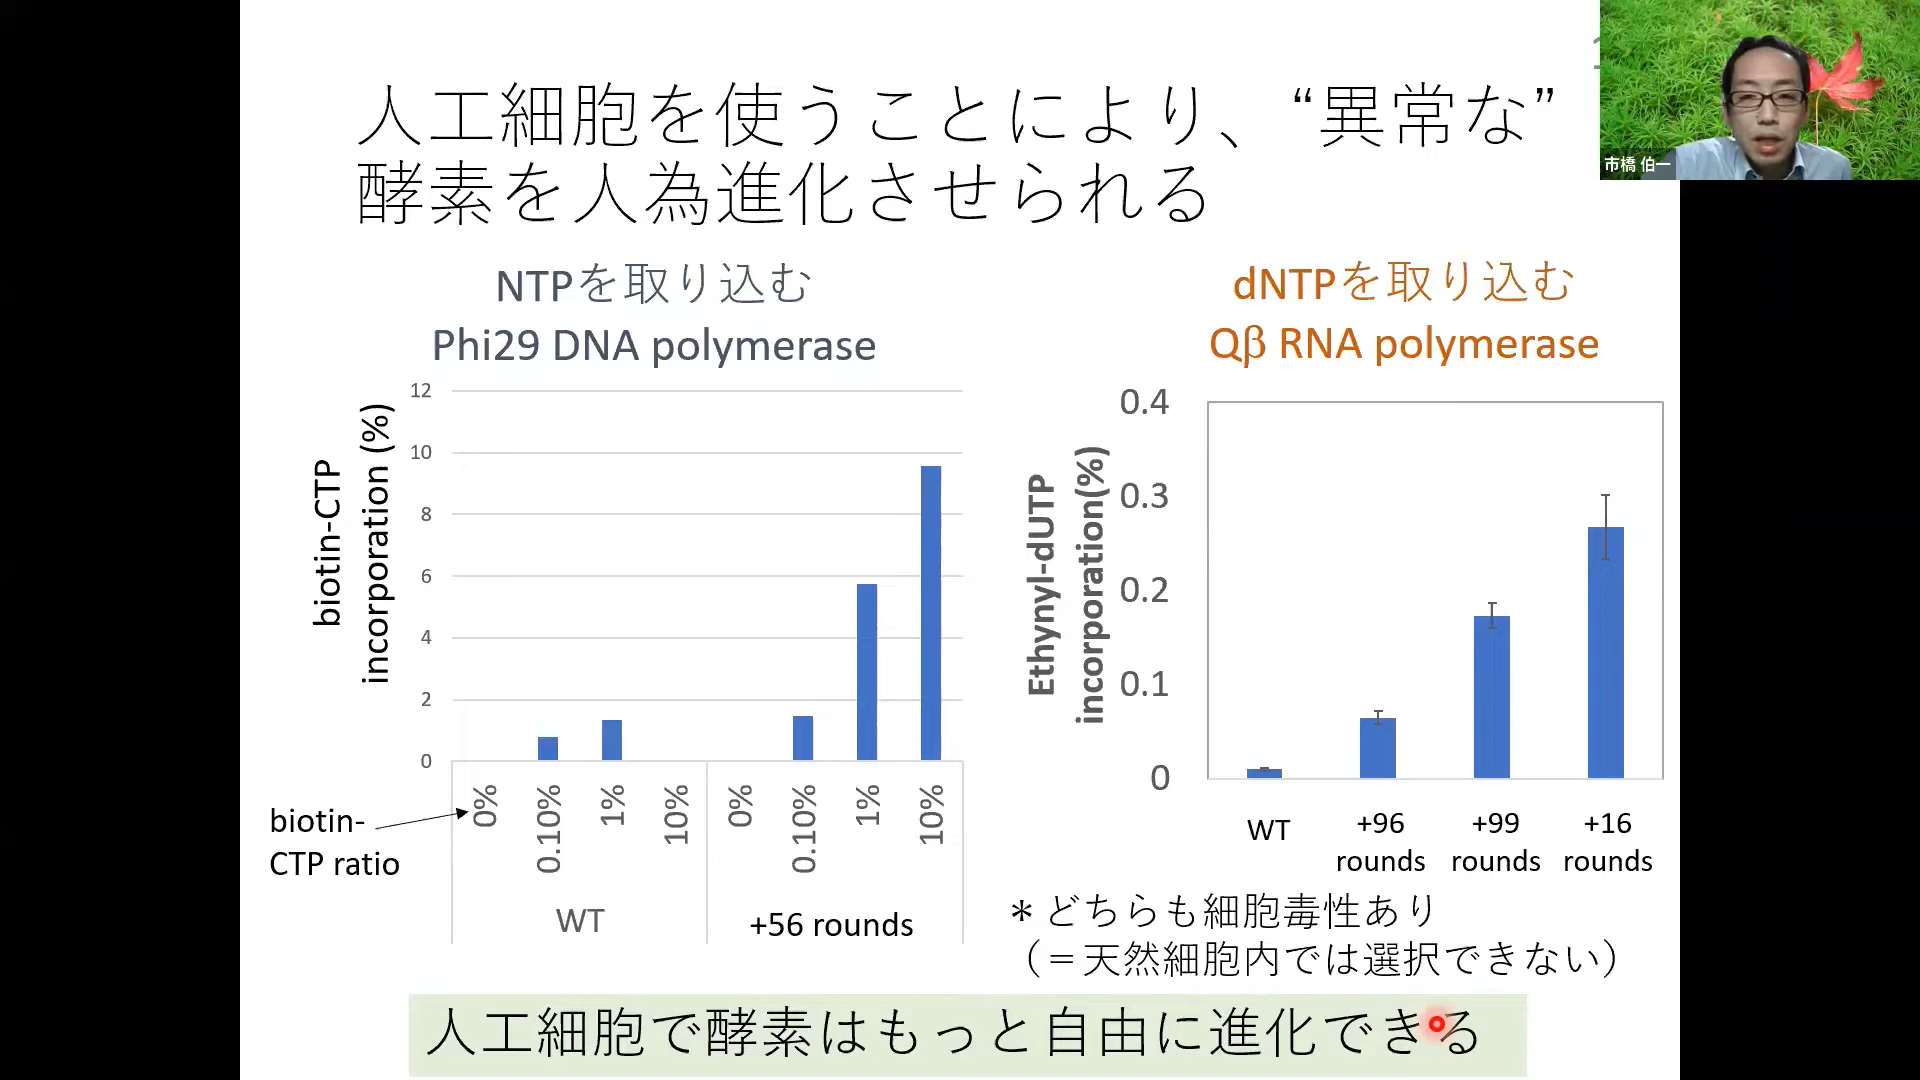 人工細胞を使うことにより、“異常な”
酵素を人為進化させられる
市橋 伯一
NTPを取り込む
Phi29 DNA polymerase
12
10
8
6
4
2
0
biotin-CTP
incorporation (%)
0%
0.10%
1%
10%
0%
0.10%
1%
10%
biotin-
CTP ratio
WT
+56 rounds
dNTPを取り込む
Qβ RNA polymerase
0.4
0.3
0.2
0.1
0
Ethynyl-dUTP
incorporation(%)
WT
+96
rounds
+99
rounds
+16
rounds
＊どちらも細胞毒性あり
（＝天然細胞内では選択できない）
人工細胞で酵素はもっと自由に進化できる